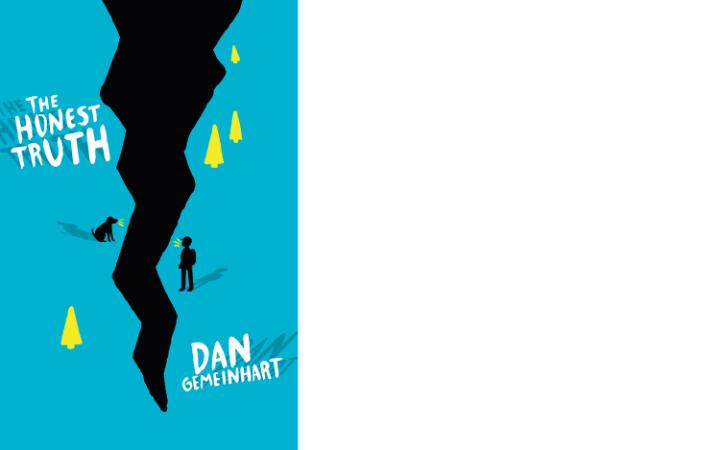 THE
HONEST
TRUTH
DAN
GEMEINHART